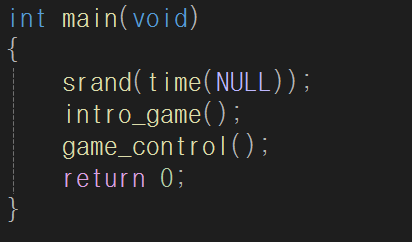 int main(void)
{
    srand(time(NULL));
    intro_game();
    game_control();
    return 0;
}